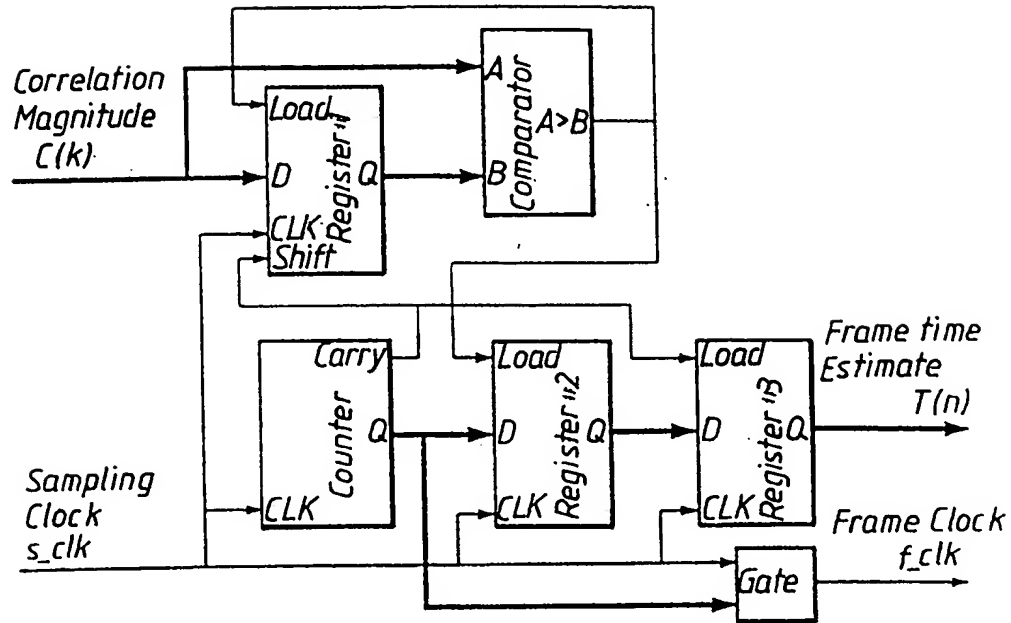 Correlation
Magnitude
C(k)
Load
D
Q
CLK
Shift
Register "1
A
B
A>B
Comparator
Carry
Q
CLK
Counter
Load
D
Q
CLK
Register "2
Load
D
Q
CLK
Register "3
Frame time
Estimate
T(n)
Sampling
Clock
s_clk
Gate
Frame Clock
f_clk